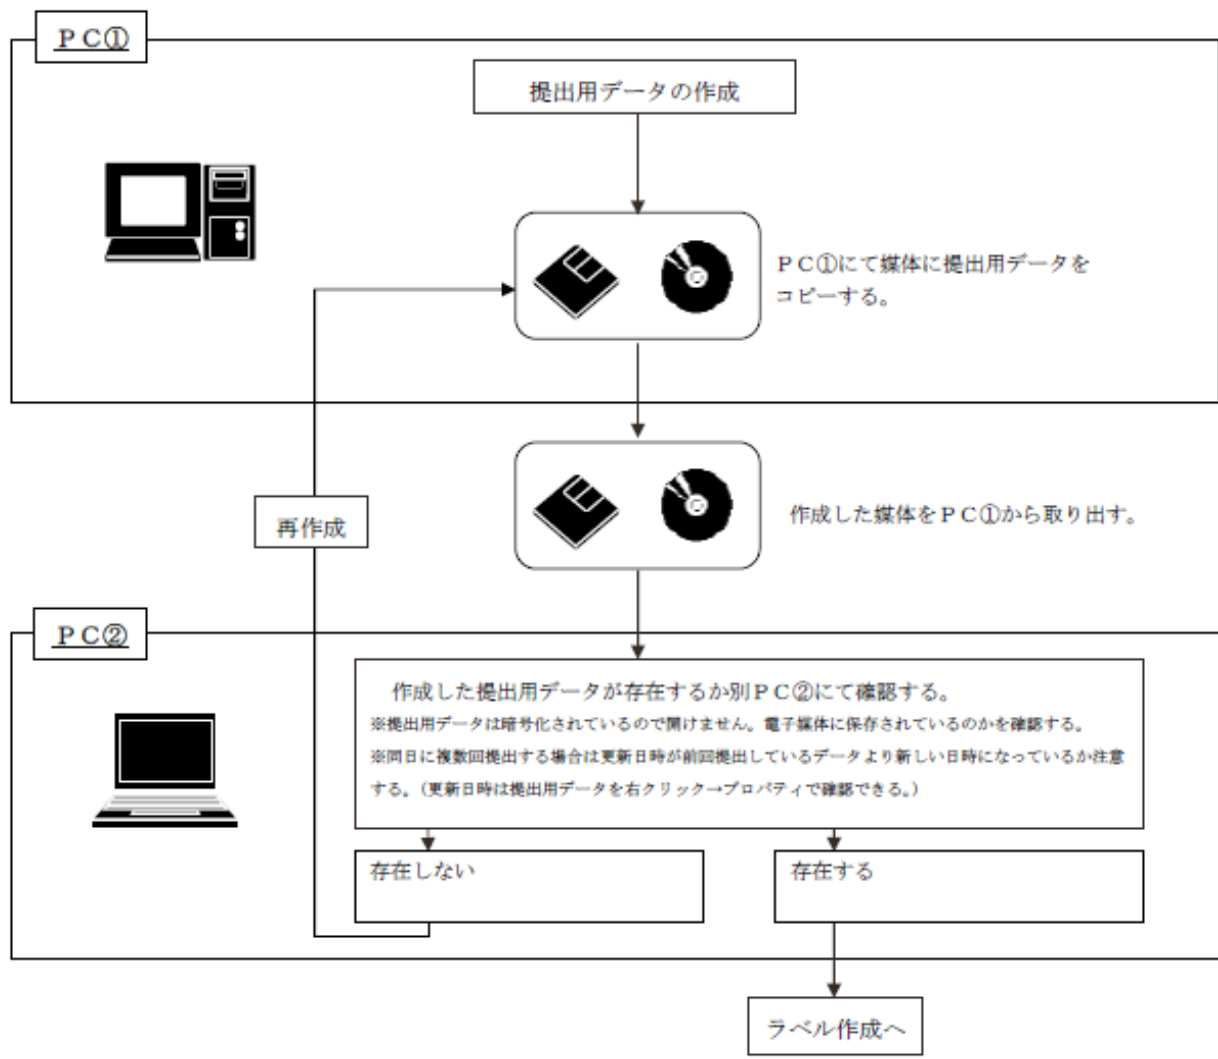 ＰＣ①
提出用データの作成
ＰＣ①にて媒体に提出用データを
コピーする。
作成した媒体をＰＣ①から取り出す。
再作成
ＰＣ②
作成した提出用データが存在するか別ＰＣ②にて確認する。
※提出用データは暗号化されているので開けません。電子媒体に保存されているのかを確認する。
※同日に複数回提出する場合は更新日時が前回提出しているデータより新しい日時になっているか注意
する。（更新日時は提出用データを右クリック→プロパティで確認できる。）
存在しない
存在する
ラベル作成へ